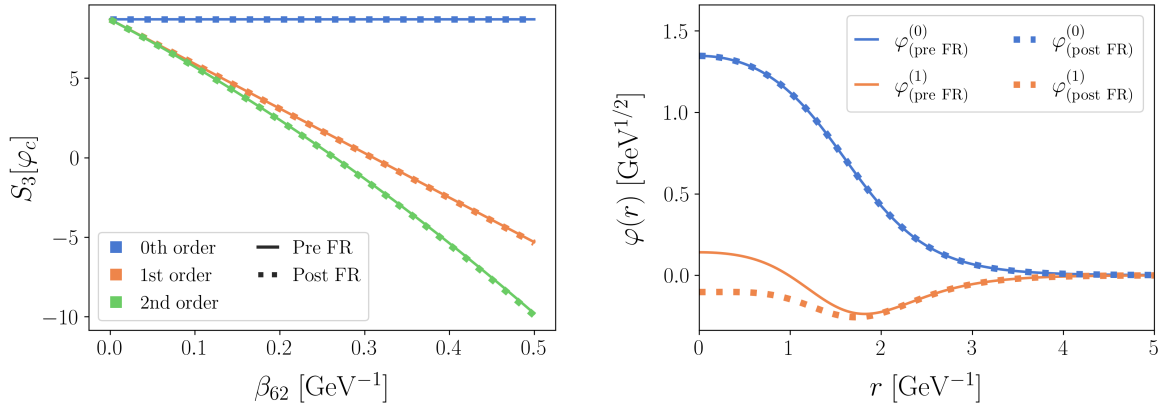 5
0
−5
−10
S₃[φ_c]
0th order
1st order
2nd order
Pre FR
Post FR
0.0 0.1 0.2 0.3 0.4 0.5
β₆₂ [GeV⁻¹]
1.5
1.0
0.5
0.0
φ(r) [GeV^{1/2}]
φ^{(0)}_{(pre FR)}
φ^{(1)}_{(pre FR)}
φ^{(0)}_{(post FR)}
φ^{(1)}_{(post FR)}
0 1 2 3 4 5
r [GeV⁻¹]